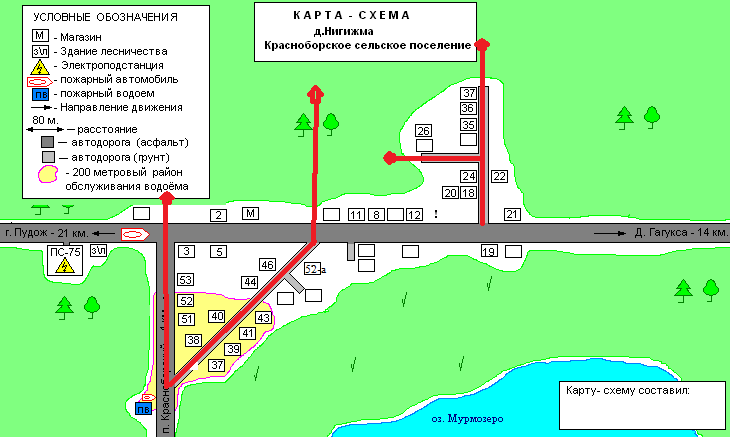 УСЛОВНЫЕ ОБОЗНАЧЕНИЯ
М - Магазин
з\л - Здание лесничества
- Электроподстанция
- пожарный автомобиль
пв - пожарный водоем
- Направление движения
80 м.
- расстояние
- автодорога (асфальт)
- автодорога (грунт)
- 200 метровый район
обслуживания водоёма
КАРТА - СХЕМА
д.Нигижма
Красноборское сельское поселение
37
36
35
26
24
22
20 18
2 М 11 8 12 ! 21
г. Пудож - 21 км.
Д. Гагукса - 14 км.
ПС-75 з\л 3 5 19
46 52-а
53 44
52
51 40 43
38 41
39
37
п. Красноборский
пв
оз. Мурмозеро
Карту- схему составил: